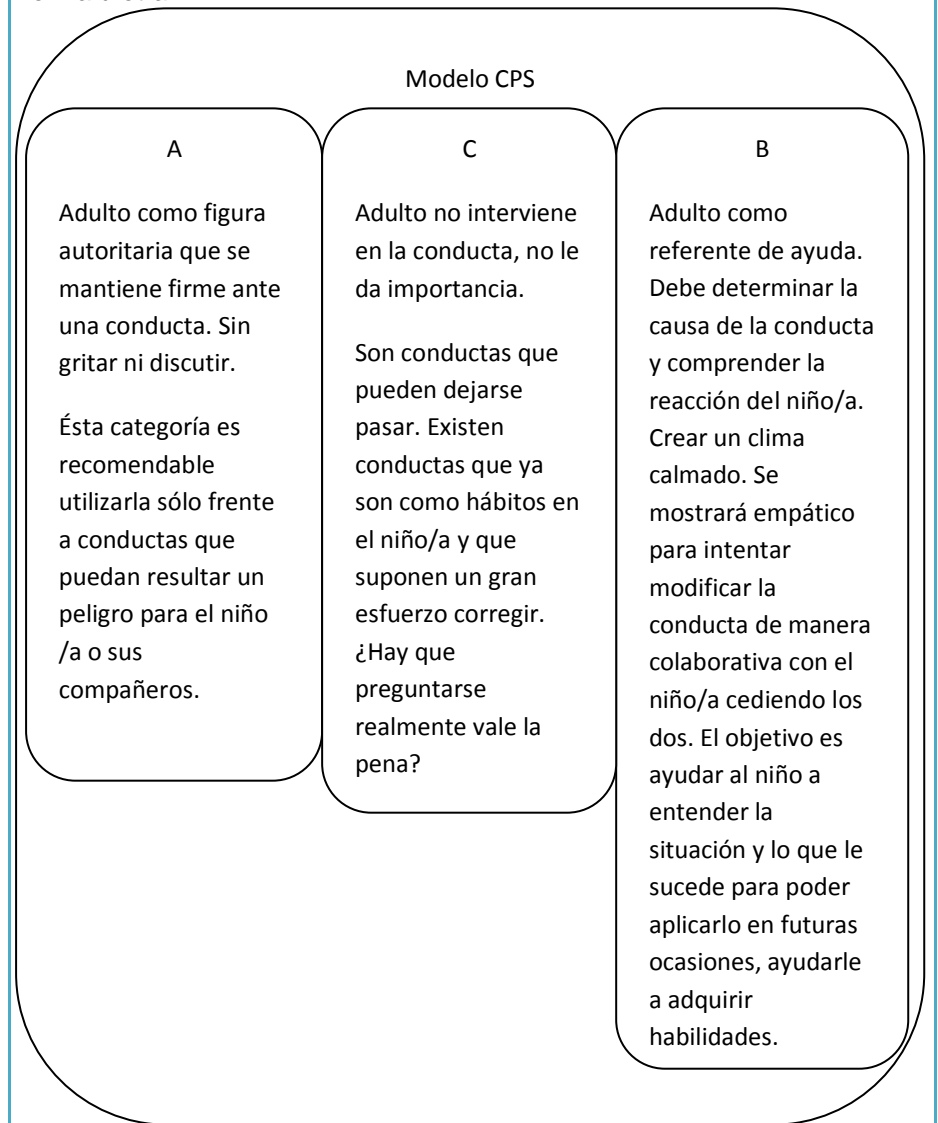 Modelo CPS
A
Adulto como figura
autoritaria que se
mantiene firme ante
una conducta. Sin
gritar ni discutir.
Ésta categoría es
recomendable
utilizarla sólo frente
a conductas que
puedan resultar un
peligro para el niño
/a o sus
compañeros.
C
Adulto no interviene
en la conducta, no le
da importancia.
Son conductas que
pueden dejarse
pasar. Existen
conductas que ya
son como hábitos en
el niño/a y que
suponen un gran
esfuerzo corregir.
¿Hay que
preguntarse
realmente vale la
pena?
B
Adulto como
referente de ayuda.
Debe determinar la
causa de la conducta
y comprender la
reacción del niño/a.
Crear un clima
calmado. Se
mostrará empático
para intentar
modificar la
conducta de manera
colaborativa con el
niño/a cediendo los
dos. El objetivo es
ayudar al niño a
entender la
situación y lo que le
sucede para poder
aplicarlo en futuras
ocasiones, ayudarle
a adquirir
habilidades.